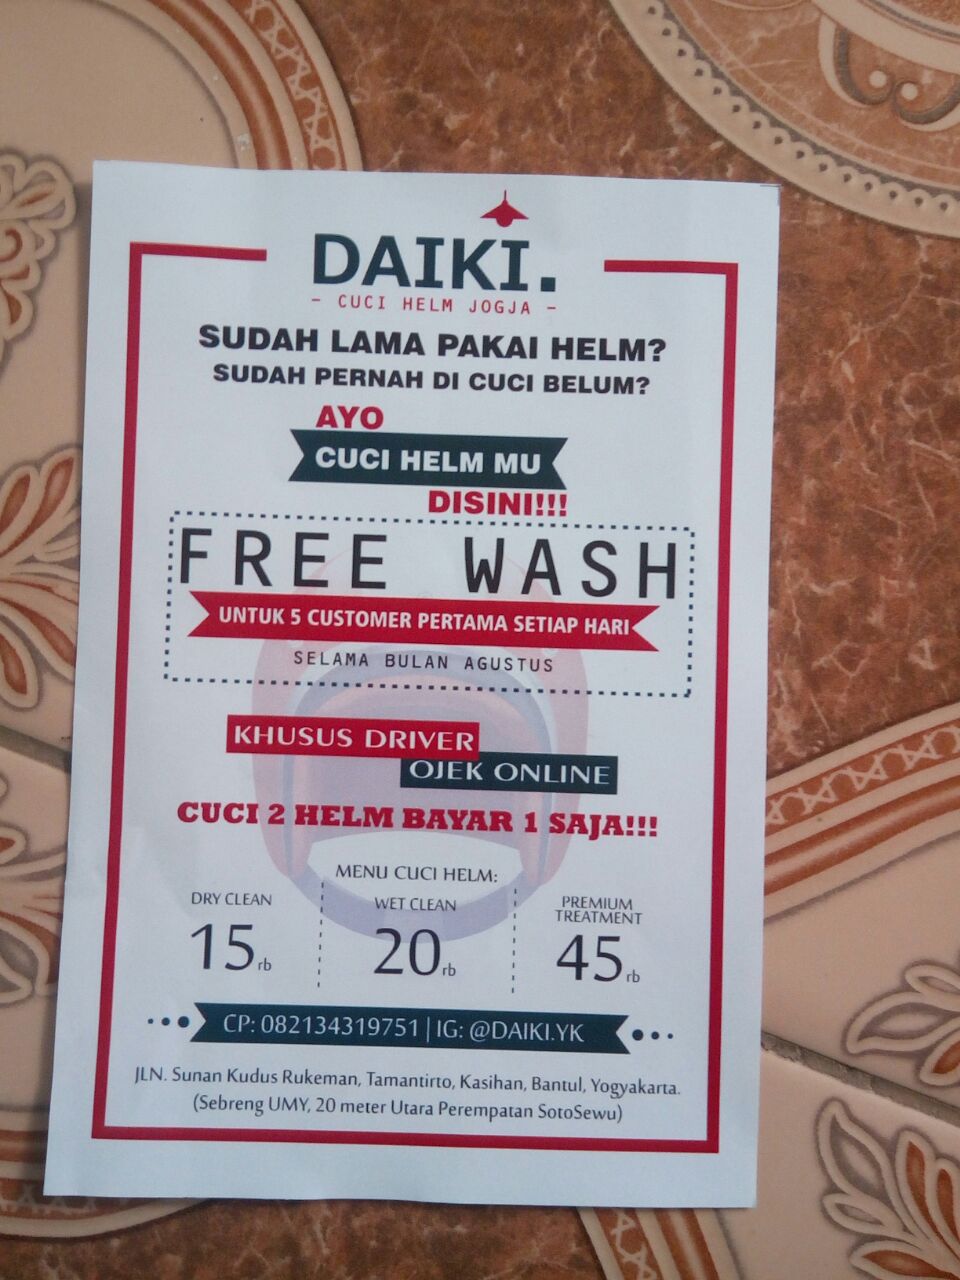 DAIKI.
- CUCI HELM JOGJA -
SUDAH LAMA PAKAI HELM?
SUDAH PERNAH DI CUCI BELUM?
AYO
CUCI HELM MU
DISINI!!!
FREE WASH
UNTUK 5 CUSTOMER PERTAMA SETIAP HARI
SELAMA BULAN AGUSTUS
KHUSUS DRIVER
OJEK ONLINE
CUCI 2 HELM BAYAR 1 SAJA!!!
MENU CUCI HELM:
DRY CLEAN
15rb
WET CLEAN
20rb
PREMIUM
TREATMENT
45rb
CP: 082134319751 | IG: @DAIKI.YK
JLN. Sunan Kudus Rukeman, Tamantirto, Kasihan, Bantul, Yogyakarta.
(Sebreng UMY, 20 meter Utara Perempatan SotoSewu)